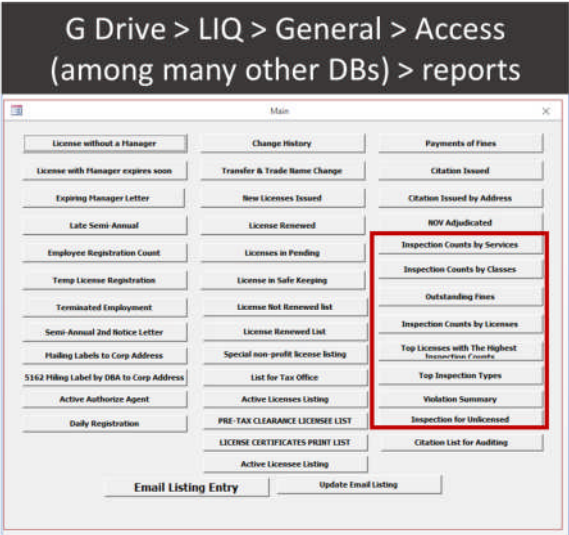 G Drive > LIQ > General > Access
(among many other DBs) > reports
Main
License without a Manager
License with Manager expires soon
Expiring Manager Letter
Late Semi-Annual
Employee Registration Count
Temp License Registration
Terminated Employment
Semi-Annual 2nd Notice Letter
Mailing Labels to Corp Address
5162 Miling Label by DBA to Corp Address
Active Authorize Agent
Daily Registration
Change History
Transfer & Trade Name Change
New Licenses Issued
License Renewed
Licenses in Pending
License in Safe Keeping
License Not Renewed list
License Renewed List
Special non-profit license listing
List for Tax Office
Active Licenses Listing
PRE-TAX CLEARANCE LICENSEE LIST
LICENSE CERTIFICATES PRINT LIST
Active Licensee Listing
Payments of Fines
Citation Issued
Citation Issued by Address
NOV Adjudicated
Inspection Counts by Services
Inspection Counts by Classes
Outstanding Fines
Inspection Counts by Licenses
Top Licenses with The Highest
Inspection Counts
Top Inspection Types
Violation Summary
Inspection for Unlicensed
Citation List for Auditing
Email Listing Entry
Update Email Listing